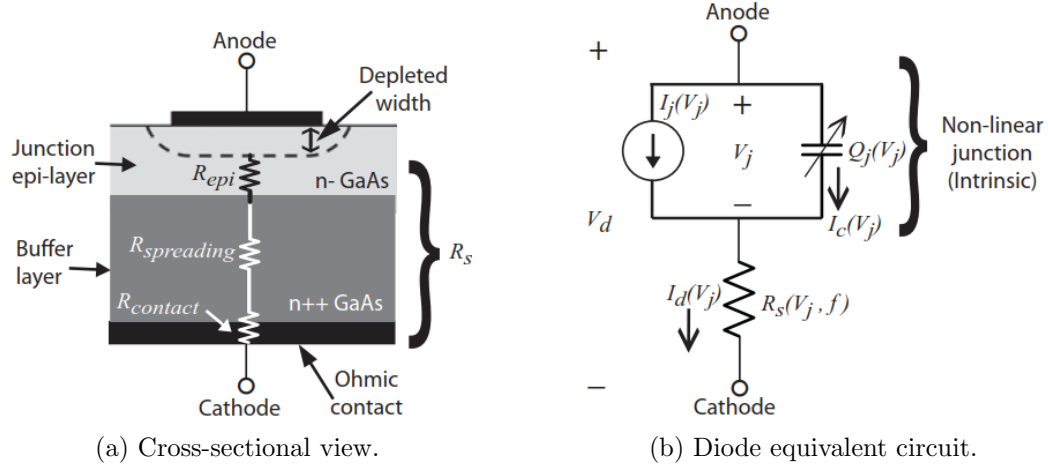 Anode
Depleted
width
Junction
epi-layer
R_epi
n- GaAs
Buffer
layer
R_spreading
R_s
R_contact
n++ GaAs
Ohmic
contact
Cathode
(a) Cross-sectional view.
Anode
+
I_j(V_j)
+
V_j
Q_j(V_j)
Non-linear
junction
(Intrinsic)
−
V_d
I_c(V_j)
I_d(V_j)
R_s(V_j, f)
−
Cathode
(b) Diode equivalent circuit.